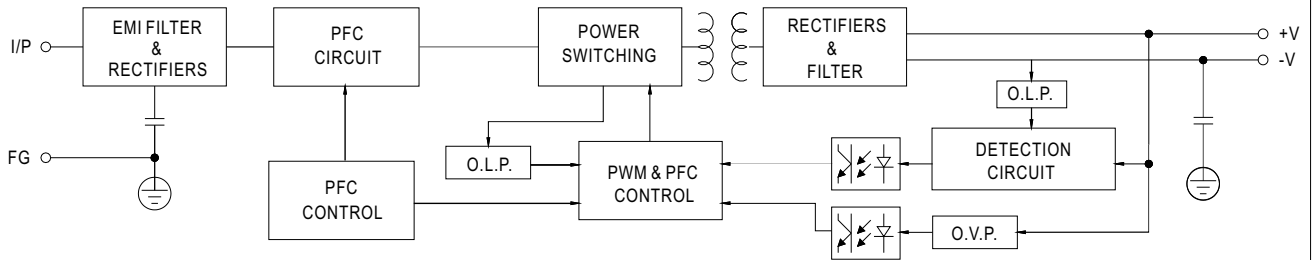 I/P
EMI FILTER
&
RECTIFIERS
PFC
CIRCUIT
POWER
SWITCHING
RECTIFIERS
&
FILTER
+V
-V
O.L.P.
FG
O.L.P.
PFC
CONTROL
PWM & PFC
CONTROL
DETECTION
CIRCUIT
O.V.P.